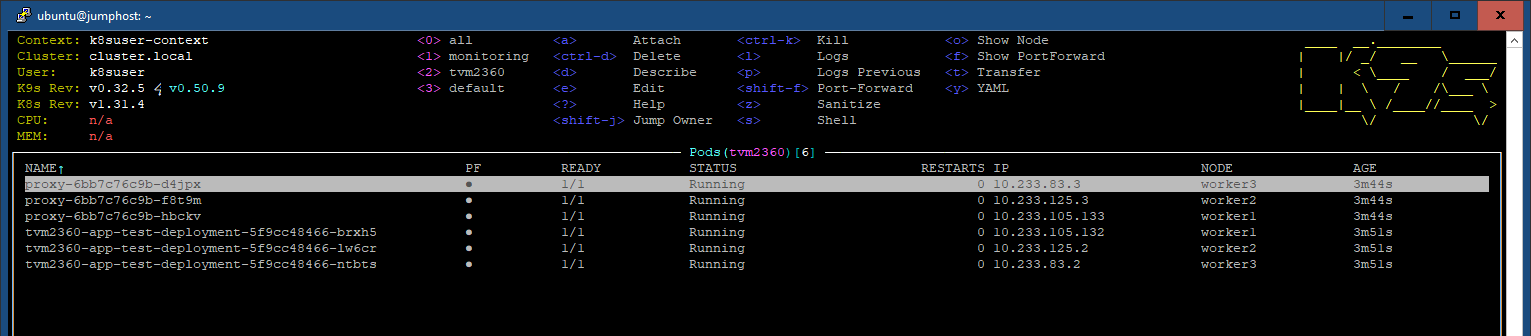 ubuntu@jumphost: ~
Context: k8suser-context <0> all <a> Attach <ctrl-k> Kill <o> Show Node
Cluster: cluster.local <1> monitoring <ctrl-d> Delete <l> Logs <f> Show PortForward
User: k8suser <2> tvm2360 <d> Describe <p> Logs Previous <t> Transfer
K9s Rev: v0.32.5 ⚡ v0.50.9 <3> default <e> Edit <shift-f> Port-Forward <y> YAML
K8s Rev: v1.31.4 <?> Help <z> Sanitize
CPU: n/a <shift-j> Jump Owner <s> Shell
MEM: n/a
Pods(tvm2360)[6]
NAME↑ PF READY STATUS RESTARTS IP NODE AGE
proxy-6bb7c76c9b-d4jpx ● 1/1 Running 0 10.233.83.3 worker3 3m44s
proxy-6bb7c76c9b-f8t9m ● 1/1 Running 0 10.233.125.3 worker2 3m44s
proxy-6bb7c76c9b-hbckv ● 1/1 Running 0 10.233.105.133 worker1 3m44s
tvm2360-app-test-deployment-5f9cc48466-brxh5 ● 1/1 Running 0 10.233.105.132 worker1 3m51s
tvm2360-app-test-deployment-5f9cc48466-lw6cr ● 1/1 Running 0 10.233.125.2 worker2 3m51s
tvm2360-app-test-deployment-5f9cc48466-ntbts ● 1/1 Running 0 10.233.83.2 worker3 3m51s